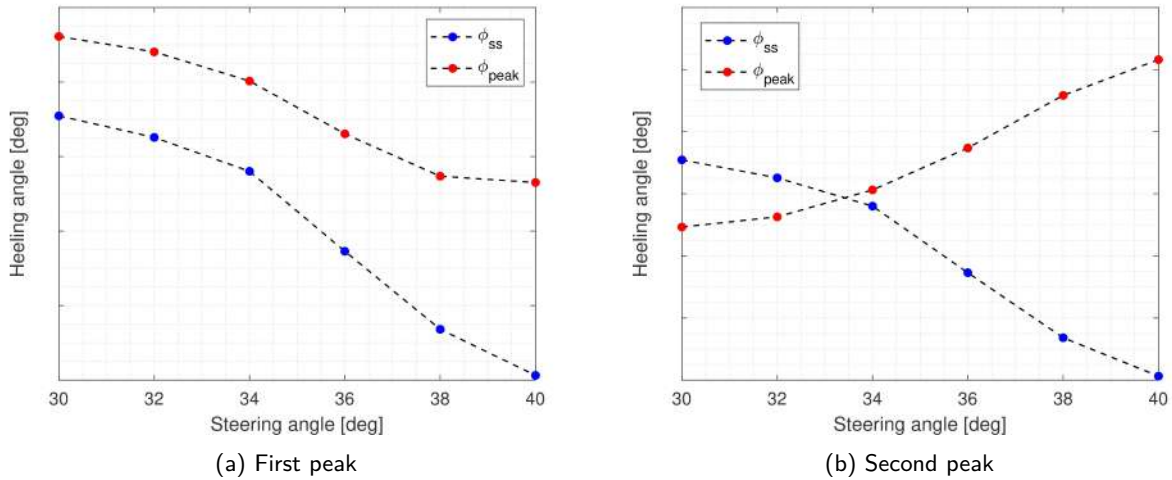 Heeling angle [deg]
ϕss
ϕpeak
30 32 34 36 38 40
Steering angle [deg]
(a) First peak
Heeling angle [deg]
ϕss
ϕpeak
30 32 34 36 38 40
Steering angle [deg]
(b) Second peak